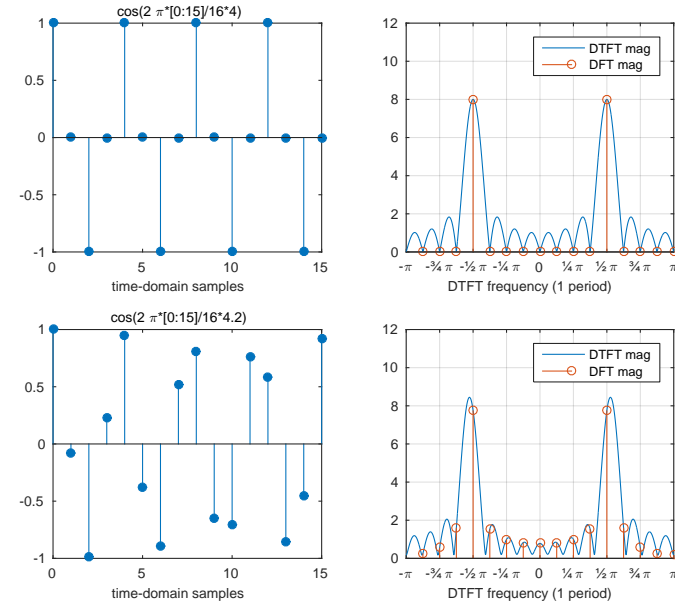 cos(2 π*[0:15]/16*4)
1
0.5
0
-0.5
-1
0 5 10 15
time-domain samples
12
10
8
6
4
2
0
DTFT mag
DFT mag
-π -¾ π -½ π -¼ π 0 ¼ π ½ π ¾ π π
DTFT frequency (1 period)
cos(2 π*[0:15]/16*4.2)
1
0.5
0
-0.5
-1
0 5 10 15
time-domain samples
12
10
8
6
4
2
0
DTFT mag
DFT mag
-π -¾ π -½ π -¼ π 0 ¼ π ½ π ¾ π π
DTFT frequency (1 period)